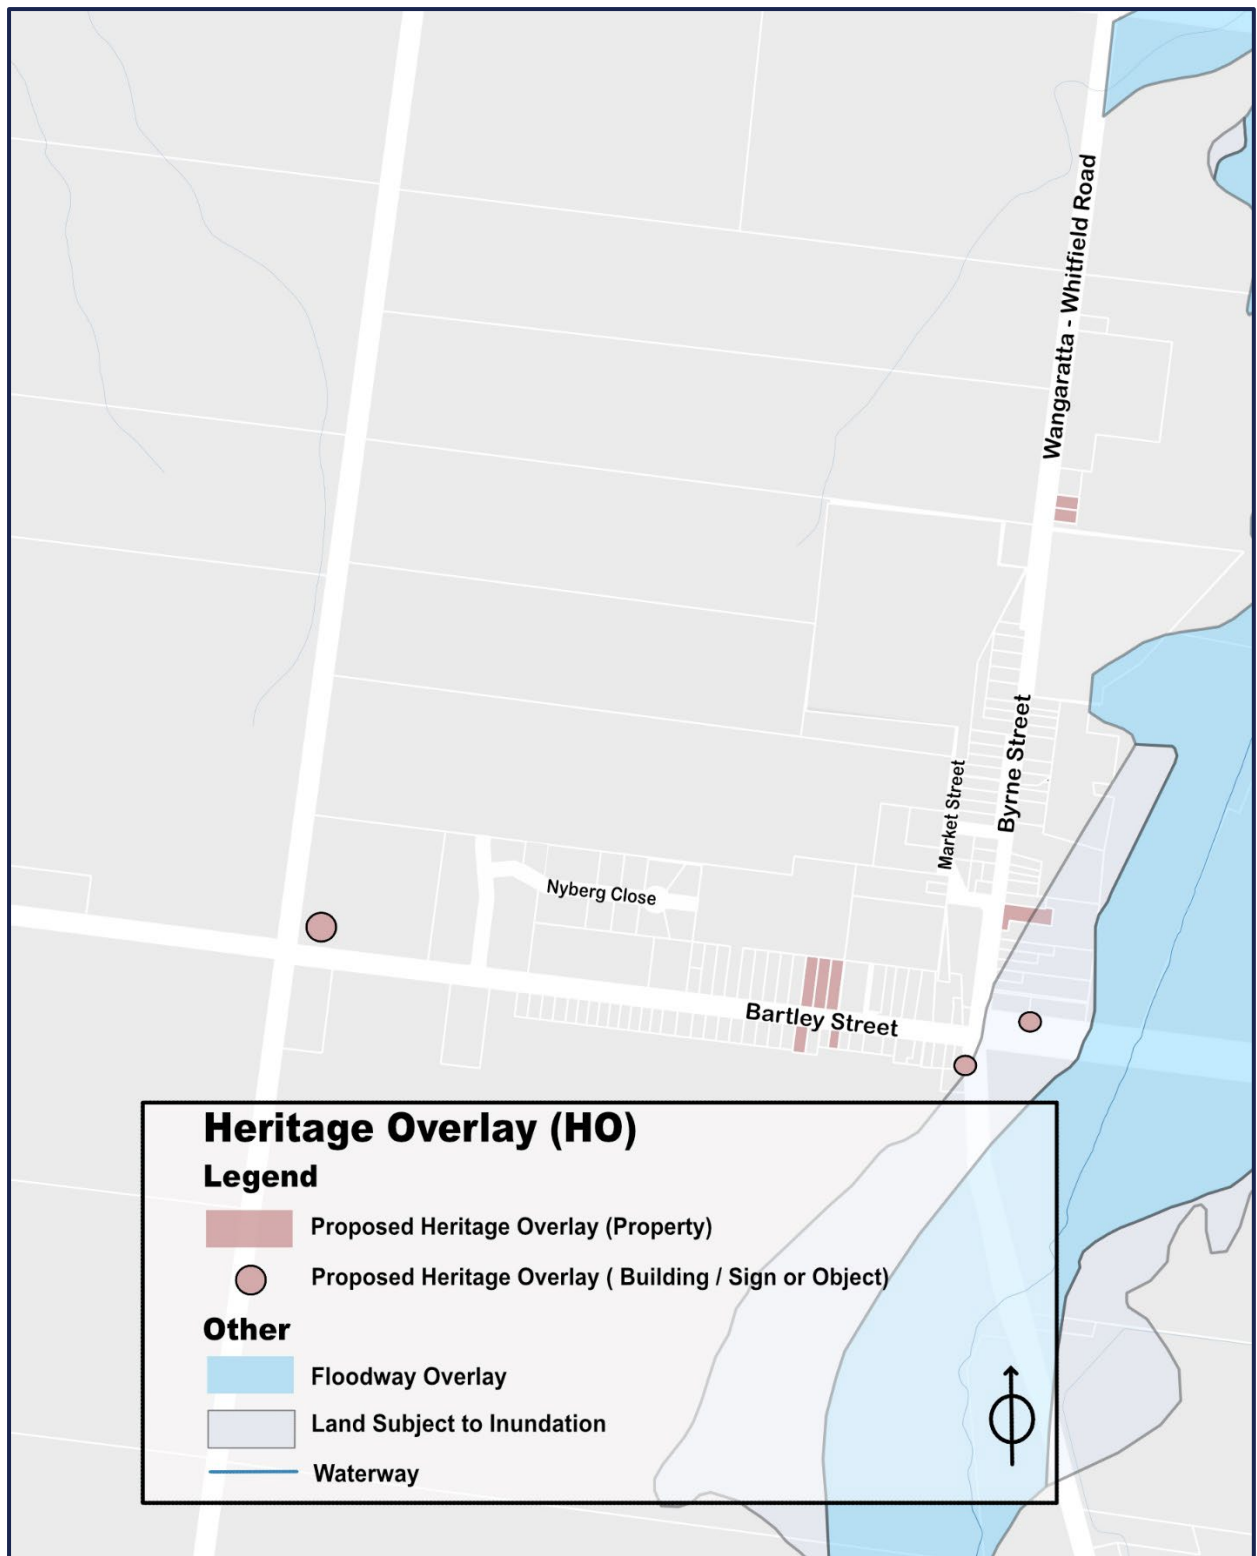 Wangaratta - Whitfield Road
Byrne Street
Market Street
Nyberg Close
Bartley Street
Heritage Overlay (HO)
Legend
Proposed Heritage Overlay (Property)
Proposed Heritage Overlay ( Building / Sign or Object)
Other
Floodway Overlay
Land Subject to Inundation
Waterway